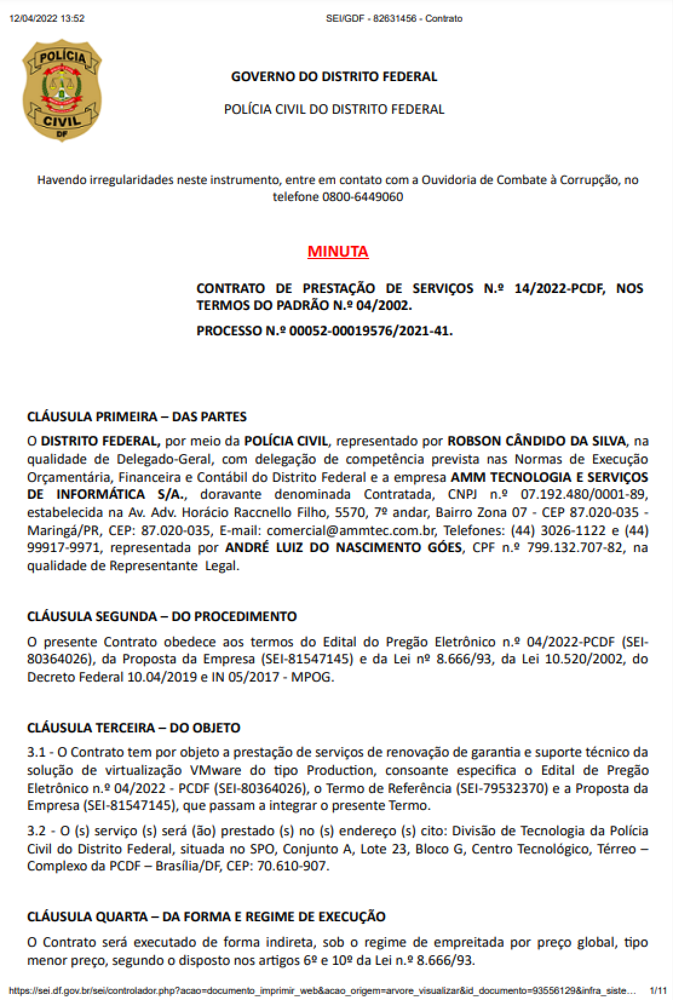 12/04/2022 13:52
SEI/GDF - 82631456 - Contrato
POLÍCIA
CIVIL
DF
GOVERNO DO DISTRITO FEDERAL
POLÍCIA CIVIL DO DISTRITO FEDERAL
Havendo irregularidades neste instrumento, entre em contato com a Ouvidoria de Combate à Corrupção, no
telefone 0800-6449060
MINUTA
CONTRATO DE PRESTAÇÃO DE SERVIÇOS N.º 14/2022-PCDF, NOS
TERMOS DO PADRÃO N.º 04/2002.
PROCESSO N.º 00052-00019576/2021-41.
CLÁUSULA PRIMEIRA – DAS PARTES
O DISTRITO FEDERAL, por meio da POLÍCIA CIVIL, representado por ROBSON CÂNDIDO DA SILVA, na
qualidade de Delegado-Geral, com delegação de competência prevista nas Normas de Execução
Orçamentária, Financeira e Contábil do Distrito Federal e a empresa AMM TECNOLOGIA E SERVIÇOS
DE INFORMÁTICA S/A., doravante denominada Contratada, CNPJ n.º 07.192.480/0001-89,
estabelecida na Av. Adv. Horácio Raccnello Filho, 5570, 7º andar, Bairro Zona 07 - CEP 87.020-035 -
Maringá/PR, CEP: 87.020-035, E-mail: comercial@ammtec.com.br, Telefones: (44) 3026-1122 e (44)
99917-9971, representada por ANDRÉ LUIZ DO NASCIMENTO GÓES, CPF n.º 799.132.707-82, na
qualidade de Representante Legal.
CLÁUSULA SEGUNDA – DO PROCEDIMENTO
O presente Contrato obedece aos termos do Edital do Pregão Eletrônico n.º 04/2022-PCDF (SEI-
80364026), da Proposta da Empresa (SEI-81547145) e da Lei nº 8.666/93, da Lei 10.520/2002, do
Decreto Federal 10.04/2019 e IN 05/2017 - MPOG.
CLÁUSULA TERCEIRA – DO OBJETO
3.1 - O Contrato tem por objeto a prestação de serviços de renovação de garantia e suporte técnico da
solução de virtualização VMware do tipo Production, consoante especifica o Edital de Pregão
Eletrônico n.º 04/2022 - PCDF (SEI-80364026), o Termo de Referência (SEI-79532370) e a Proposta da
Empresa (SEI-81547145), que passam a integrar o presente Termo.
3.2 - O (s) serviço (s) será (ão) prestado (s) no (s) endereço (s) cito: Divisão de Tecnologia da Polícia
Civil do Distrito Federal, situada no SPO, Conjunto A, Lote 23, Bloco G, Centro Tecnológico, Térreo –
Complexo da PCDF – Brasília/DF, CEP: 70.610-907.
CLÁUSULA QUARTA – DA FORMA E REGIME DE EXECUÇÃO
O Contrato será executado de forma indireta, sob o regime de empreitada por preço global, tipo
menor preço, segundo o disposto nos artigos 6º e 10º da Lei n.º 8.666/93.
https://sei.df.gov.br/sei/controlador.php?acao=documento_imprimir_web&acao_origem=arvore_visualizar&id_documento=93556129&infra_siste... 1/11